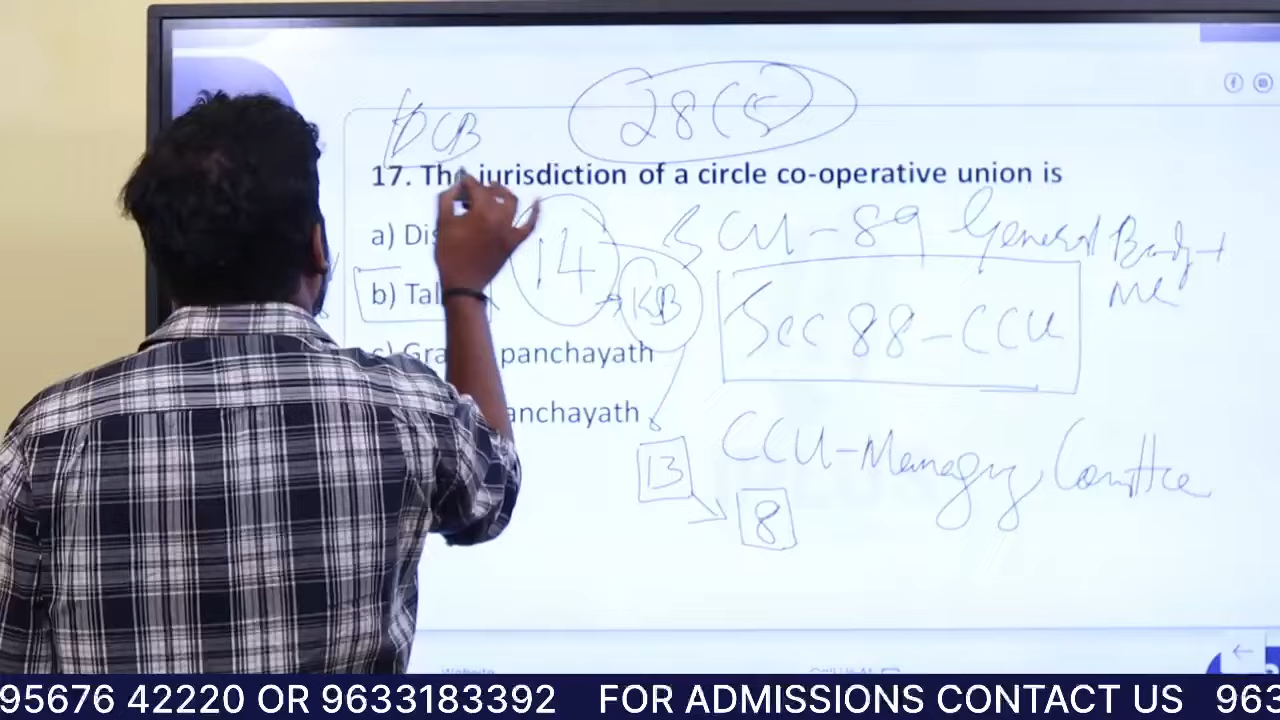 DCB 28(5)
17. The jurisdiction of a circle co-operative union is
SCU - 89 General Body +
MC
a) Dis
14
b) Tal
KB
Sec 88 - CCU
panchayath
anchayath
CCU - Managing Committee
13
8
95676 42220 OR 9633183392 FOR ADMISSIONS CONTACT US 963